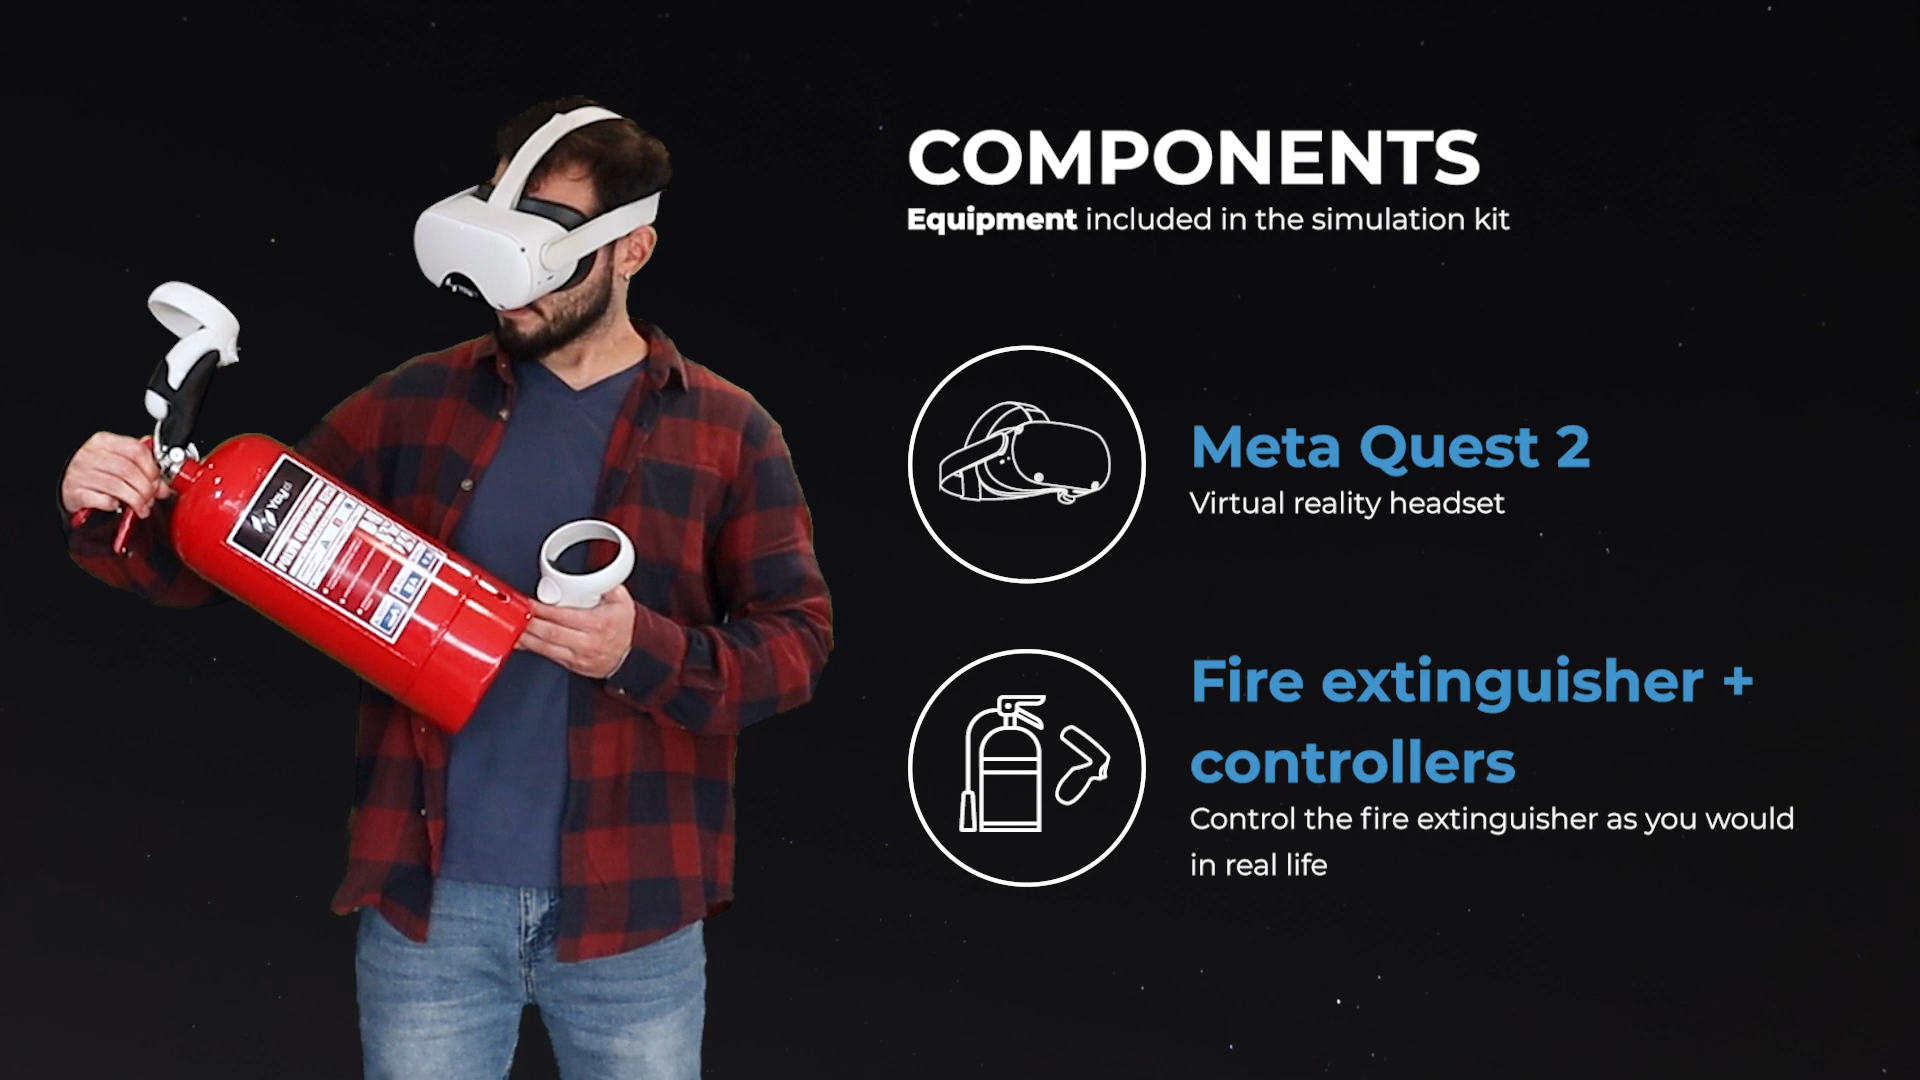 COMPONENTS
Equipment included in the simulation kit
Meta Quest 2
Virtual reality headset
Fire extinguisher +
controllers
Control the fire extinguisher as you would
in real life